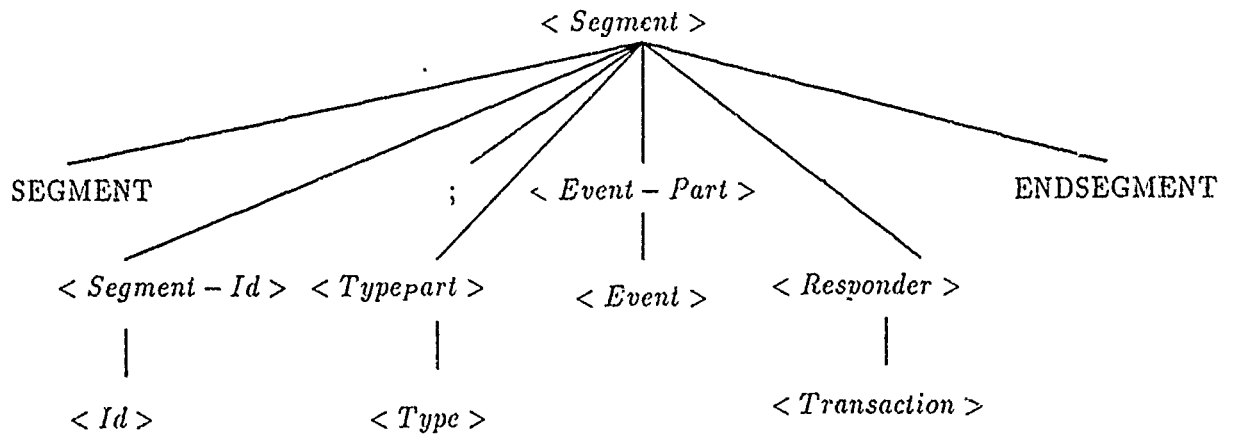 < Segment >
SEGMENT ; < Event – Part > ENDSEGMENT
< Segment – Id > < Typepart > < Event > < Responder >
< Id > < Type > < Transaction >